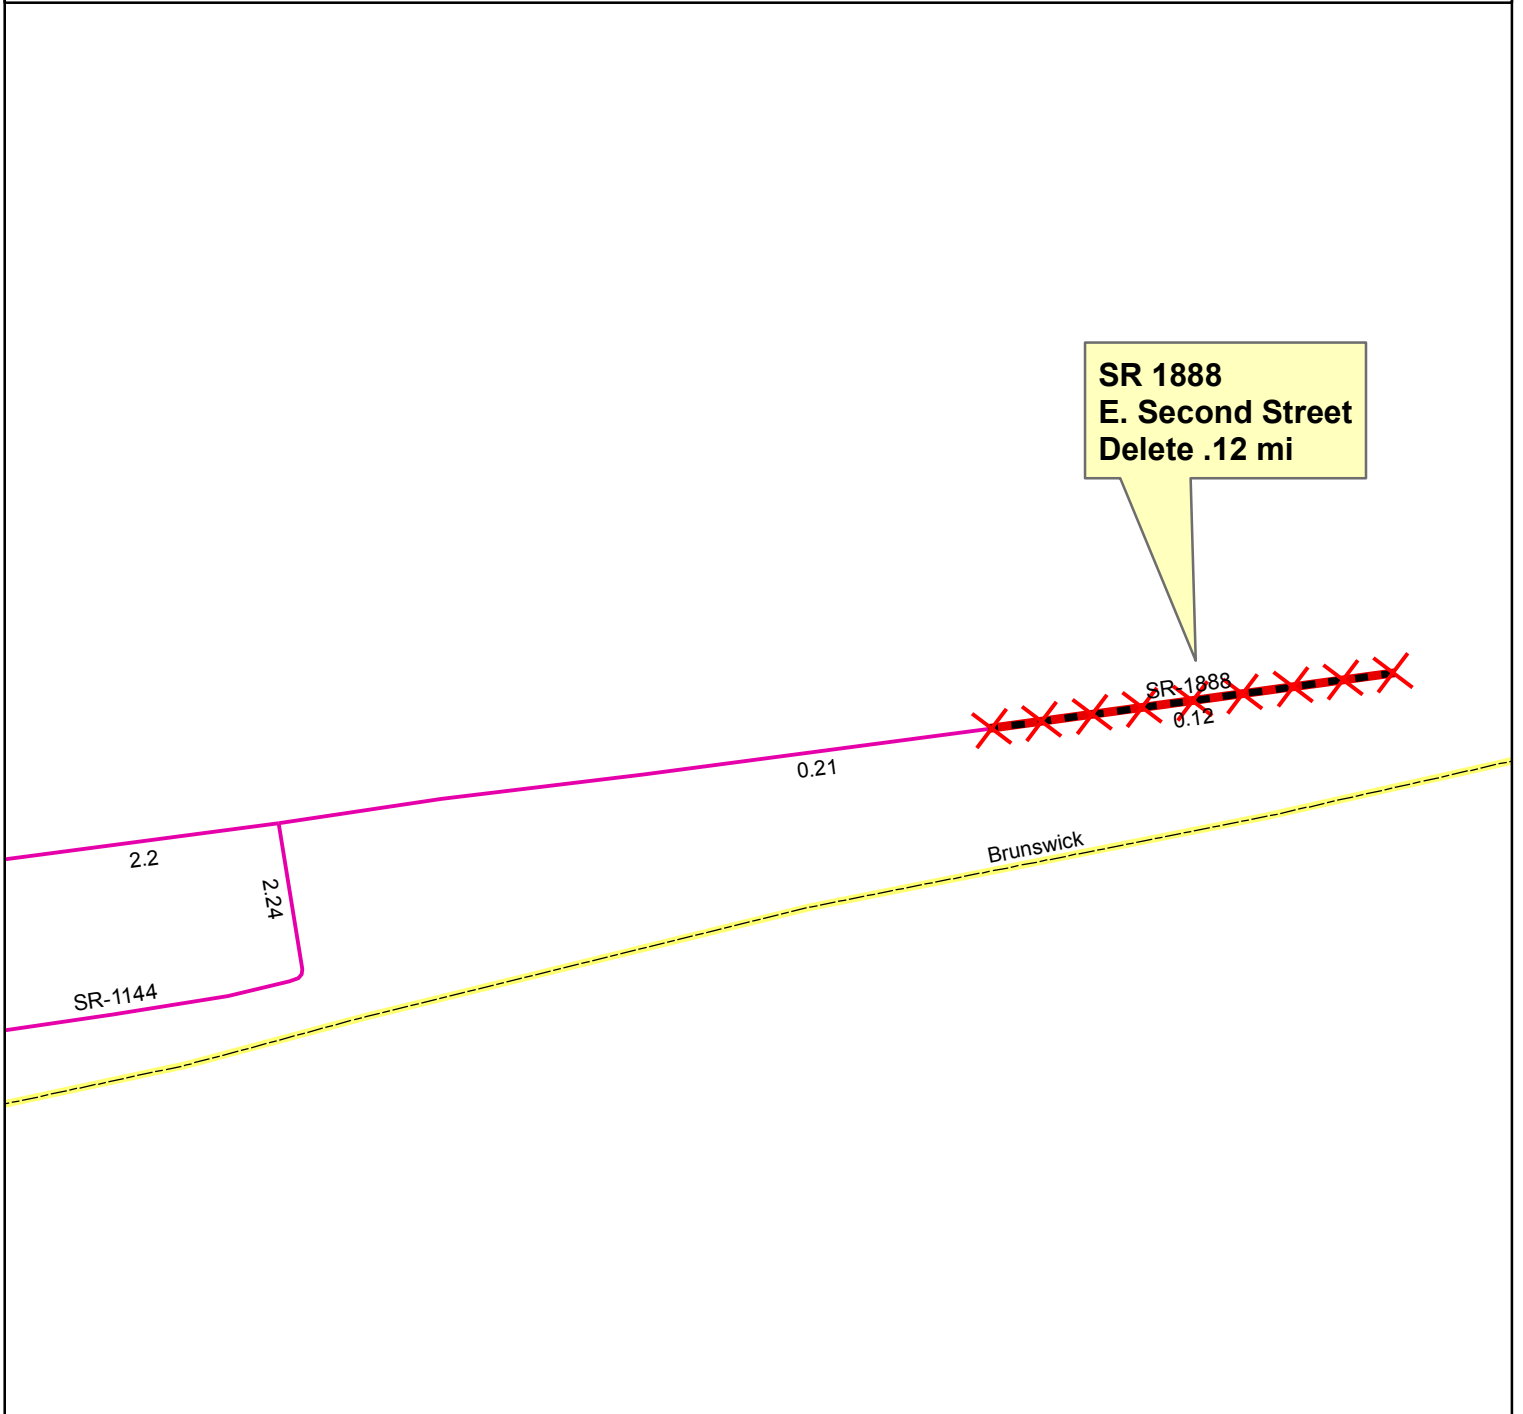 SR 1888
E. Second Street
Delete .12 mi
SR-1888
0.12
0.21
Brunswick
2.2
2.24
SR-1144